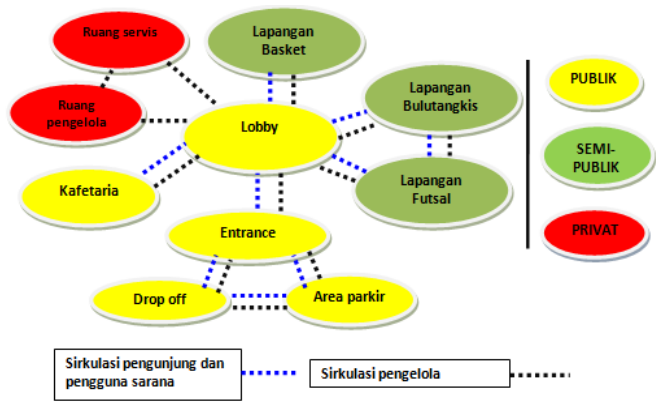 Ruang servis
Lapangan
Basket
Ruang
pengelola
Lobby
Lapangan
Bulutangkis
Kafetaria
Lapangan
Futsal
Entrance
Drop off
Area parkir
PUBLIK
SEMI-
PUBLIK
PRIVAT
Sirkulasi pengunjung dan
pengguna sarana
Sirkulasi pengelola